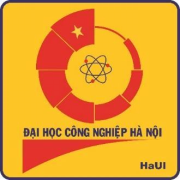 ĐẠI HỌC CÔNG NGHIỆP HÀ NỘI
HaUI